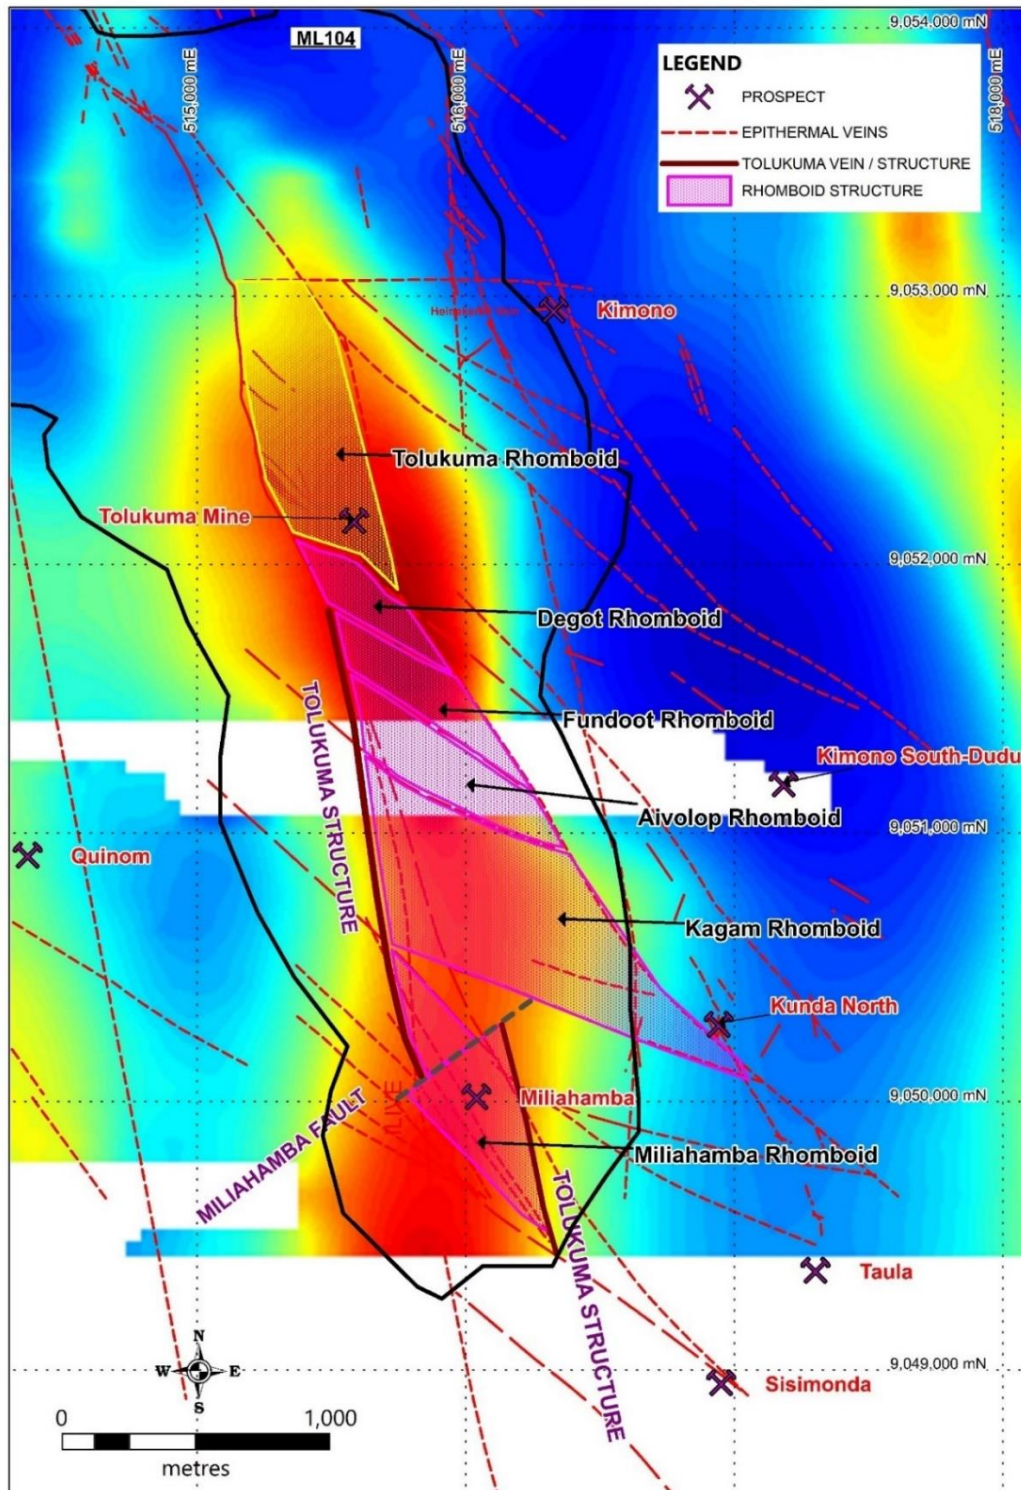 ML104
515,000 mE
516,000 mE
518,000 mE
9,054,000 mN
LEGEND
PROSPECT
EPITHERMAL VEINS
TOLUKUMA VEIN / STRUCTURE
RHOMBOID STRUCTURE
9,053,000 mN
Kimono
Tolukuma Rhomboid
Tolukuma Mine
9,052,000 mN
Degot Rhomboid
TOLUKUMA STRUCTURE
Fundoot Rhomboid
Kimono South-Dudu
Aivolop Rhomboid
9,051,000 mN
Quinom
Kagam Rhomboid
Kunda North
9,050,000 mN
Miliahamba
MILIAHAMBA FAULT
Miliahamba Rhomboid
TOLUKUMA STRUCTURE
Taula
N
W E
S
9,049,000 mN
Sisimonda
0 1,000
metres